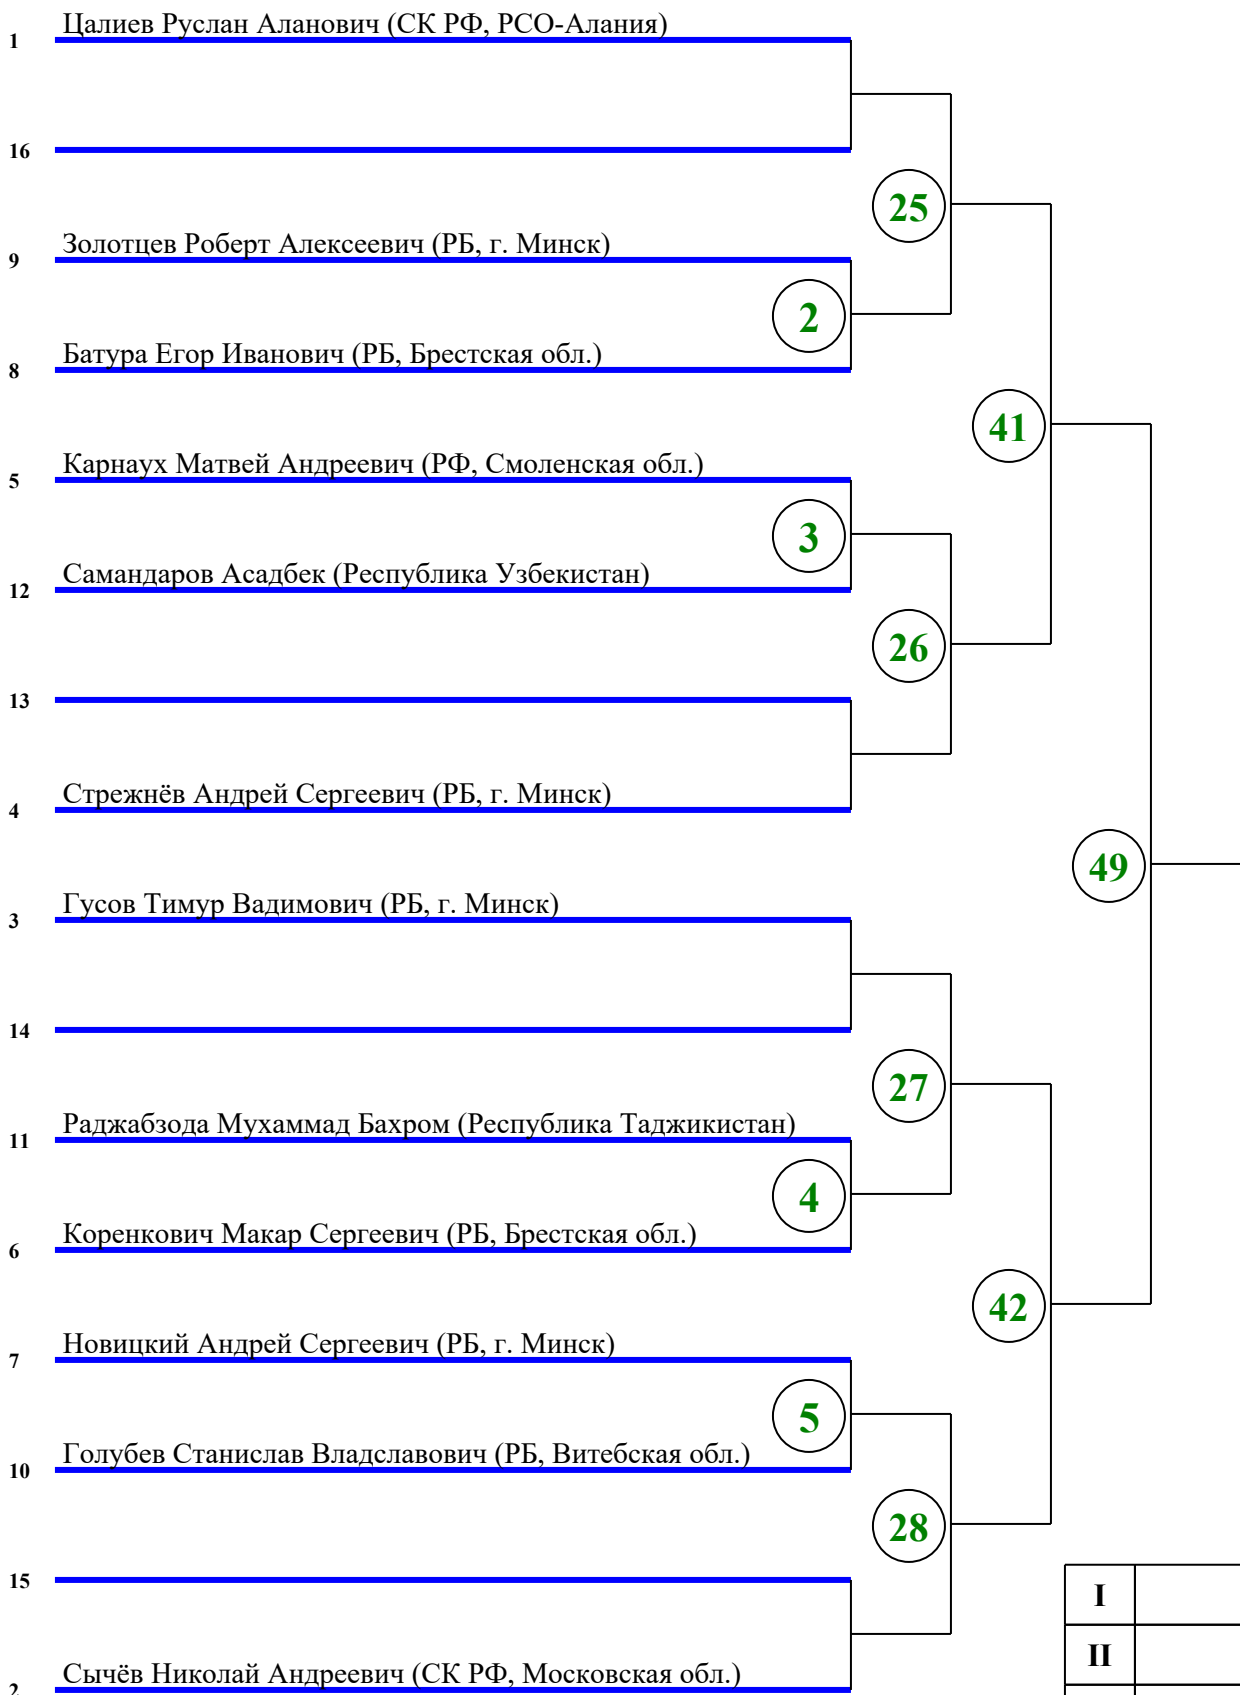 Цалиев Руслан Аланович (СК РФ, РСО-Алания)
1
16
25
Золотцев Роберт Алексеевич (РБ, г. Минск)
9
2
Батура Егор Иванович (РБ, Брестская обл.)
8
41
Карнаух Матвей Андреевич (РФ, Смоленская обл.)
5
3
Самандаров Асадбек (Республика Узбекистан)
12
26
13
Стрежнёв Андрей Сергеевич (РБ, г. Минск)
4
49
Гусов Тимур Вадимович (РБ, г. Минск)
3
14
27
Раджабзода Мухаммад Бахром (Республика Таджикистан)
11
4
Коренкович Макар Сергеевич (РБ, Брестская обл.)
6
42
Новицкий Андрей Сергеевич (РБ, г. Минск)
7
5
Голубев Станислав Владславович (РБ, Витебская обл.)
10
28
15
I
II
Сычёв Николай Андреевич (СК РФ, Московская обл.)
2